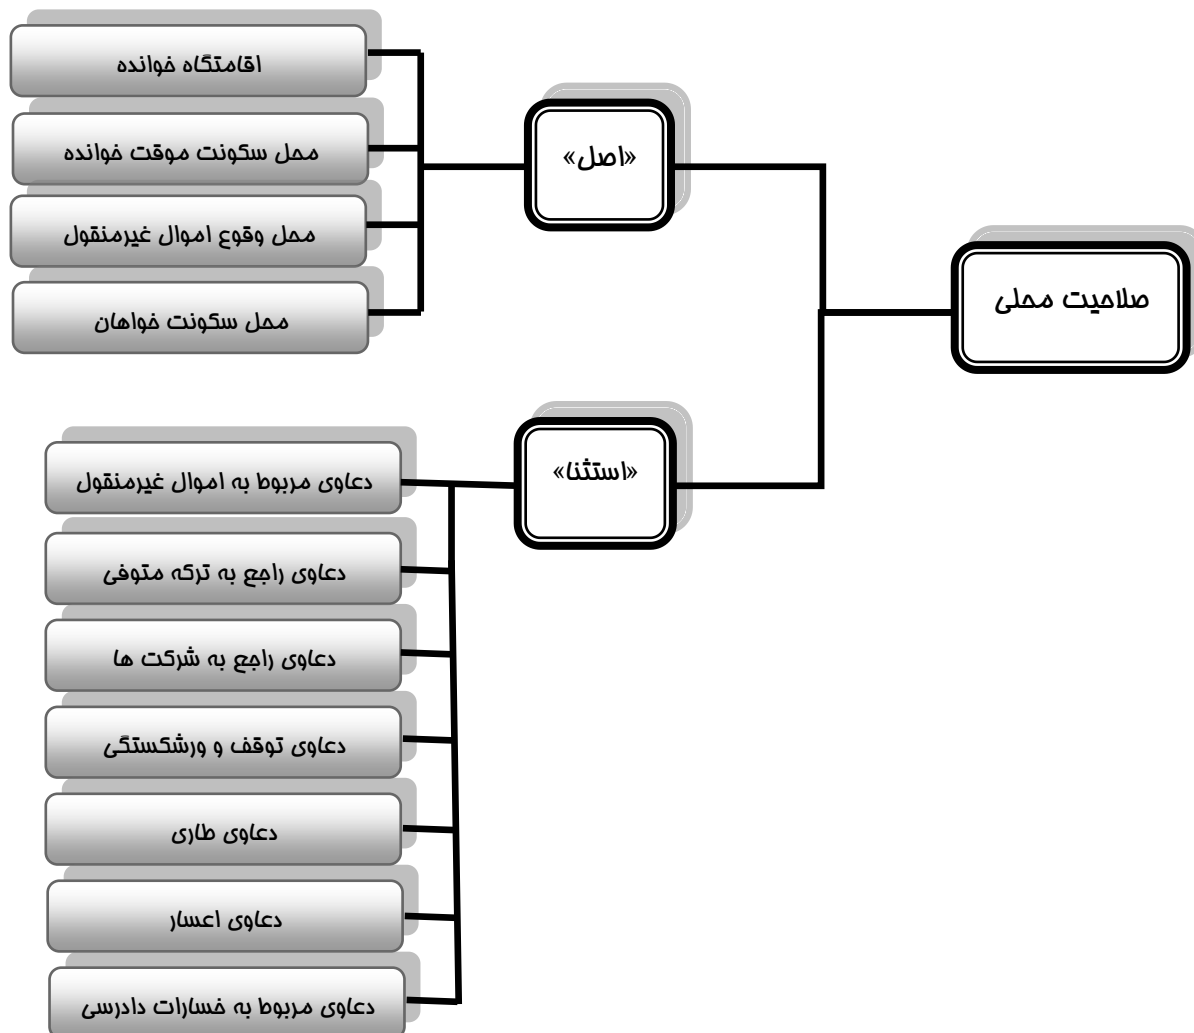 صلاحیت محلی
«اصل»
اقامتگاه خوانده
محل سکونت موقت خوانده
محل وقوع اموال غیرمنقول
محل سکونت خواهان
«استثنا»
دعاوی مربوط به اموال غیرمنقول
دعاوی راجع به ترکه متوفی
دعاوی راجع به شرکت ها
دعاوی توقف و ورشکستگی
دعاوی طاری
دعاوی اعسار
دعاوی مربوط به خسارات دادرسی